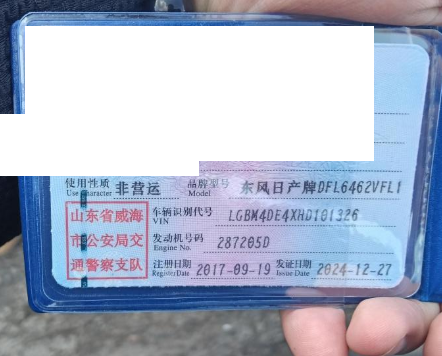 使用性质 非营运 品牌型号 东风日产牌DFL6462VFL1
Use Character Model
山东省威海 车辆识别代号 LGBM4DE4XHD101326
VIN
市公安局交 发动机号码 287205D
Engine No.
通警察支队 注册日期 2017-09-19 发证日期 2024-12-27
Register Date Issue Date